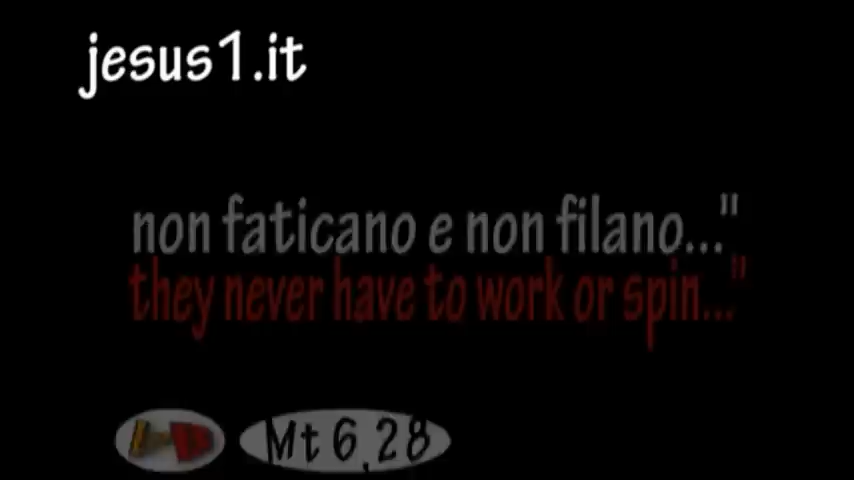 jesus1.it
non faticano e non filano..."
they never have to work or spin..."
Mt 6,28